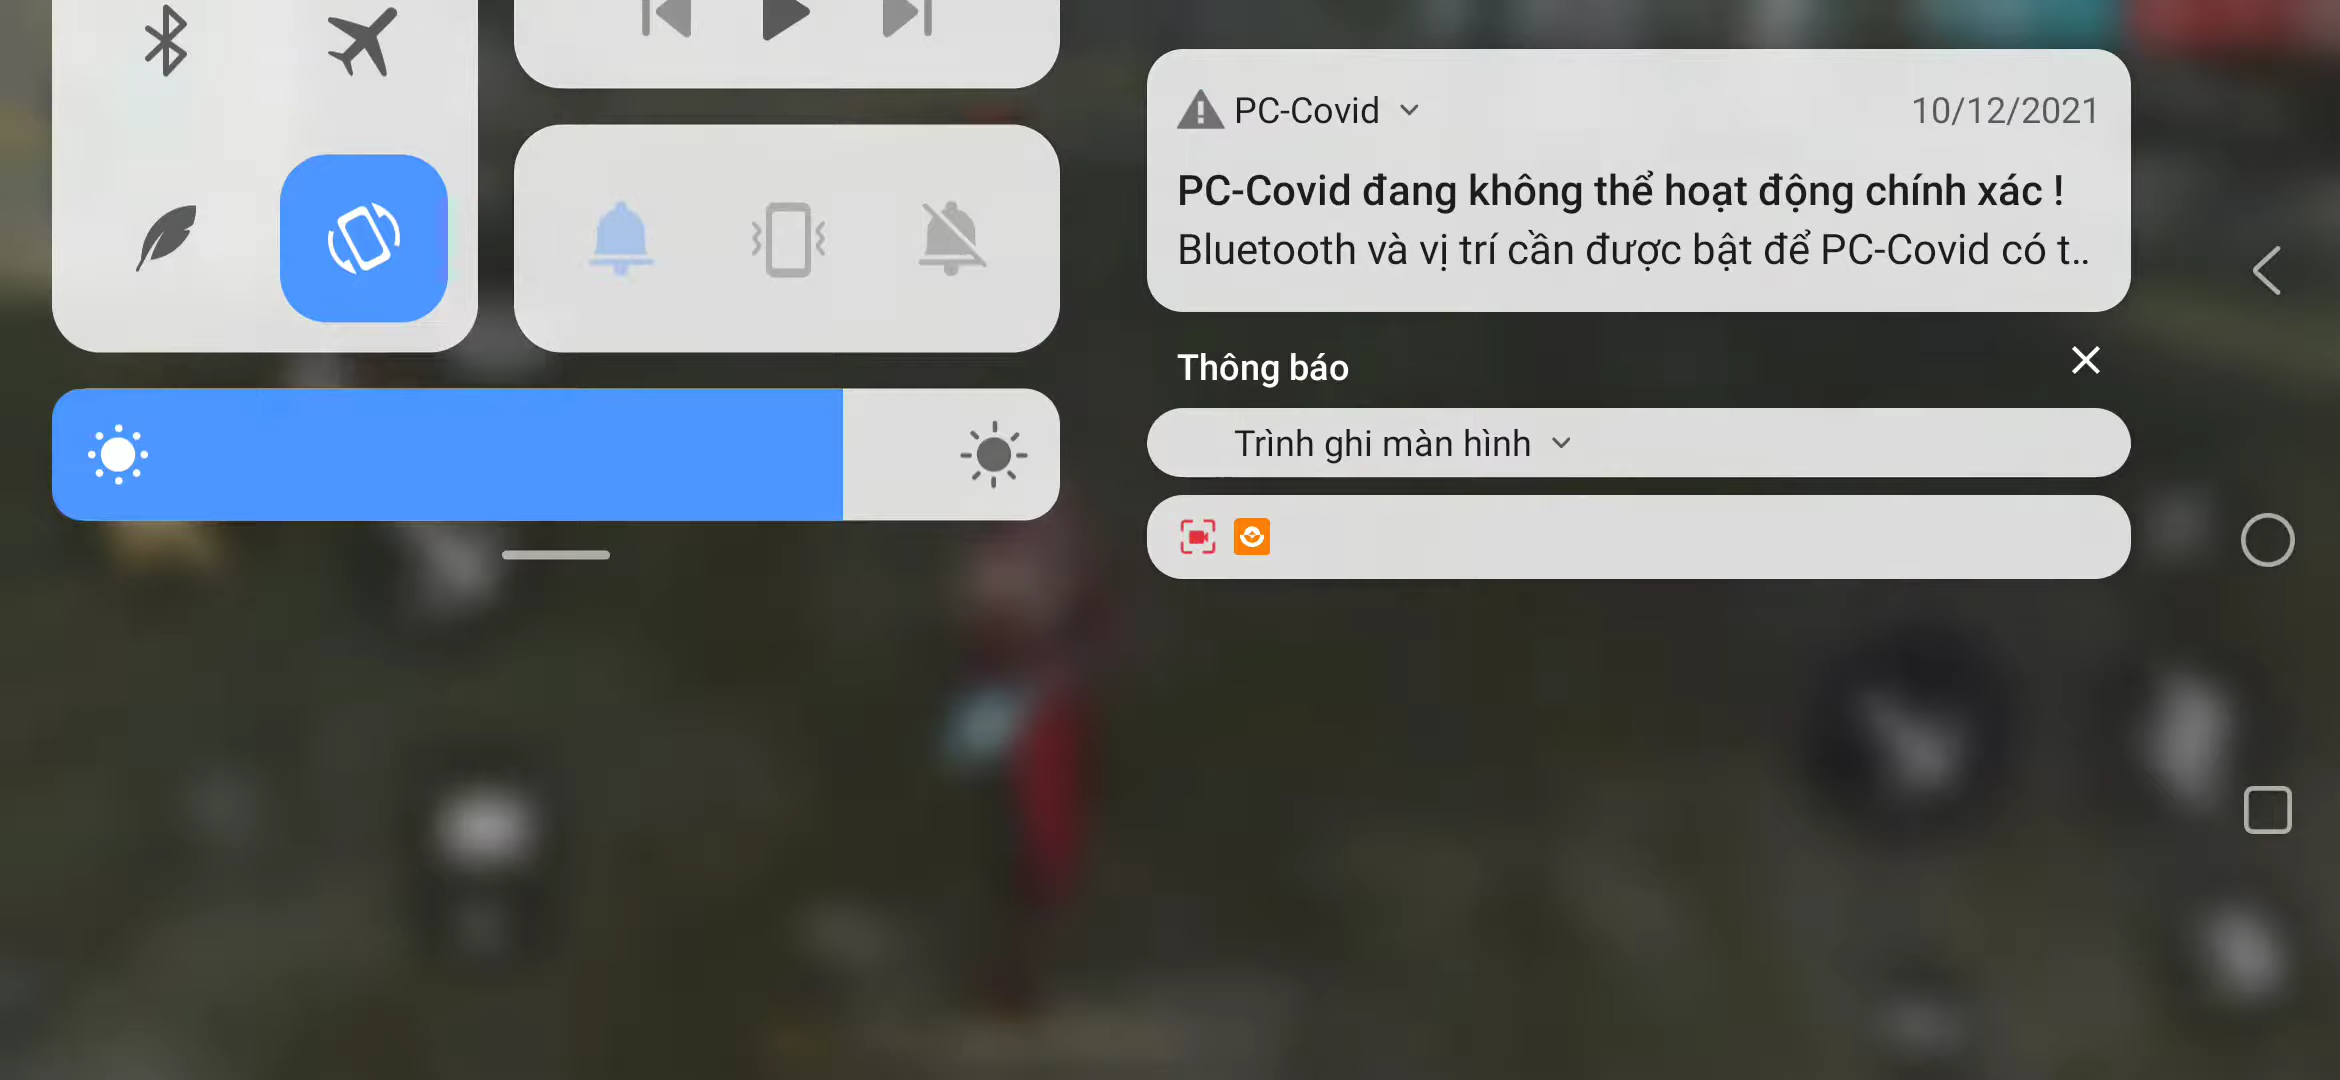 PC-Covid
10/12/2021
PC-Covid đang không thể hoạt động chính xác !
Bluetooth và vị trí cần được bật để PC-Covid có t..
Thông báo
Trình ghi màn hình